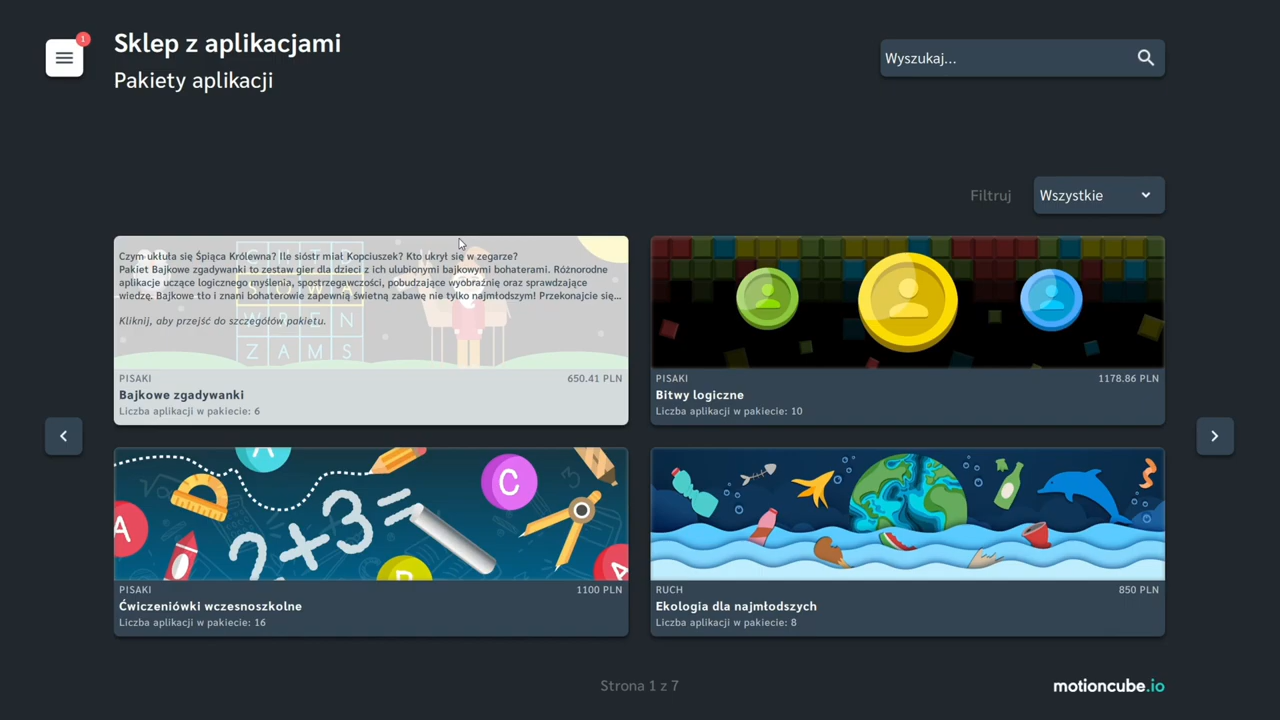 1
Sklep z aplikacjami
Pakiety aplikacji
Wyszukaj...
Filtruj
Wszystkie
Czym ukłuła się Śpiąca Królewna? Ile sióstr miał Kopciuszek? Kto ukrył się w zegarze?
Pakiet Bajkowe zgadywanki to zestaw gier dla dzieci z ich ulubionymi bajkowymi bohaterami. Różnorodne
aplikacje uczące logicznego myślenia, spostrzegawczości, pobudzające wyobraźnię oraz sprawdzające
wiedzę. Bajkowe tło i znani bohaterowie zapewnią świetną zabawę nie tylko najmłodszym! Przekonajcie się...
Kliknij, aby przejść do szczegółów pakietu.
Z A M S
PISAKI
650.41 PLN
Bajkowe zgadywanki
Liczba aplikacji w pakiecie: 6
PISAKI
1178.86 PLN
Bitwy logiczne
Liczba aplikacji w pakiecie: 10
A
C
A
2+3=
B
A
PISAKI
1100 PLN
Ćwiczeniówki wczesnoszkolne
Liczba aplikacji w pakiecie: 16
RUCH
850 PLN
Ekologia dla najmłodszych
Liczba aplikacji w pakiecie: 8
Strona 1 z 7
motioncube.io